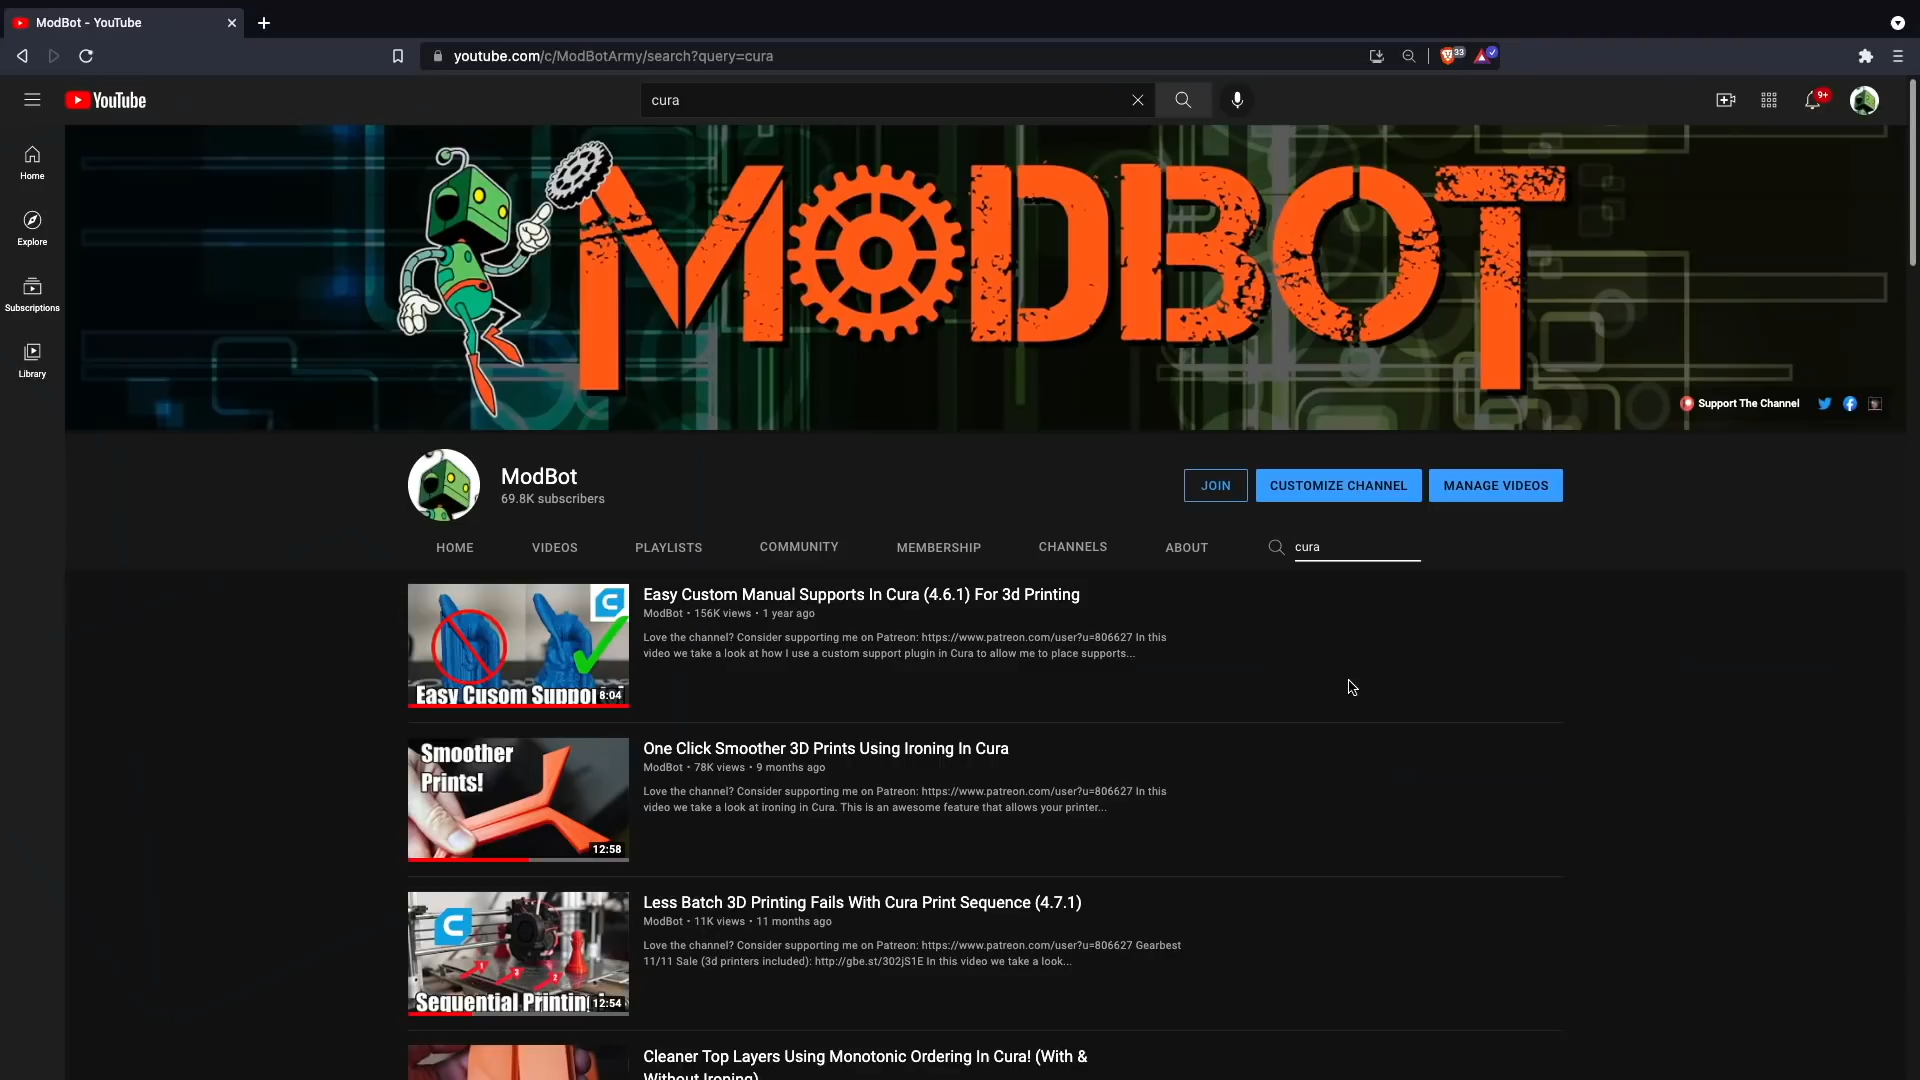 ModBot - YouTube
youtube.com/c/ModBotArmy/search?query=cura
33
YouTube
cura
9+
Home
Explore
Subscriptions
Library
MODBOT
Support The Channel
ModBot
69.8K subscribers
JOIN
CUSTOMIZE CHANNEL
MANAGE VIDEOS
HOME
VIDEOS
PLAYLISTS
COMMUNITY
MEMBERSHIP
CHANNELS
ABOUT
cura
Easy Cusom Suppor
8:04
Easy Custom Manual Supports In Cura (4.6.1) For 3d Printing
ModBot • 156K views • 1 year ago
Love the channel? Consider supporting me on Patreon: https://www.patreon.com/user?u=806627 In this
video we take a look at how I use a custom support plugin in Cura to allow me to place supports...
Smoother
Prints!
12:58
One Click Smoother 3D Prints Using Ironing In Cura
ModBot • 78K views • 9 months ago
Love the channel? Consider supporting me on Patreon: https://www.patreon.com/user?u=806627 In this
video we take a look at ironing in Cura. This is an awesome feature that allows your printer...
1
3
2
Sequential Printin
12:54
Less Batch 3D Printing Fails With Cura Print Sequence (4.7.1)
ModBot • 11K views • 11 months ago
Love the channel? Consider supporting me on Patreon: https://www.patreon.com/user?u=806627 Gearbest
11/11 Sale (3d printers included): http://gbe.st/302jS1E In this video we take a look...
Cleaner Top Layers Using Monotonic Ordering In Cura! (With &
Without Ironing)